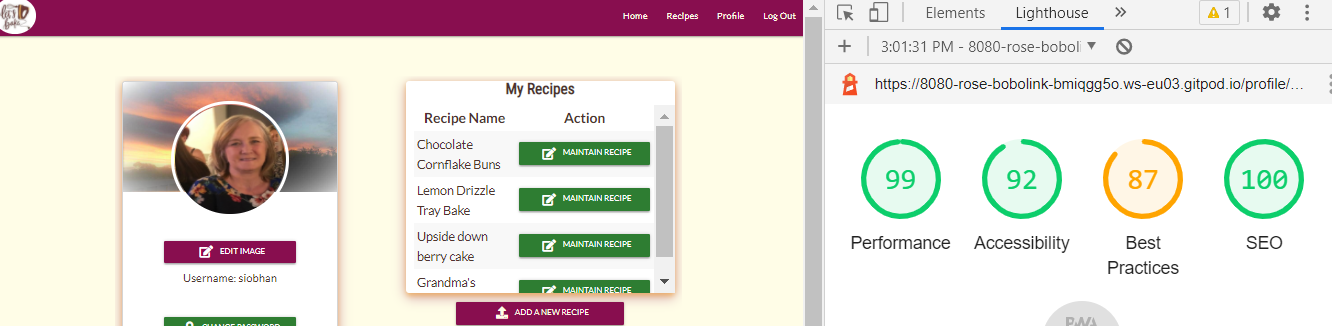 let's
bake
Home Recipes Profile Log Out
My Recipes
Recipe Name Action
Chocolate
Cornflake Buns
MAINTAIN RECIPE
Lemon Drizzle
Tray Bake
MAINTAIN RECIPE
Upside down
berry cake
MAINTAIN RECIPE
Grandma's
MAINTAIN RECIPE
ADD A NEW RECIPE
EDIT IMAGE
Username: siobhan
CHANGE PASSWORD
Elements Lighthouse » 1
+ 3:01:31 PM - 8080-rose-boboli
https://8080-rose-bobolink-bmiqgg5o.ws-eu03.gitpod.io/profile/…
99 92 87 100
Performance Accessibility Best SEO
Practices
PWA